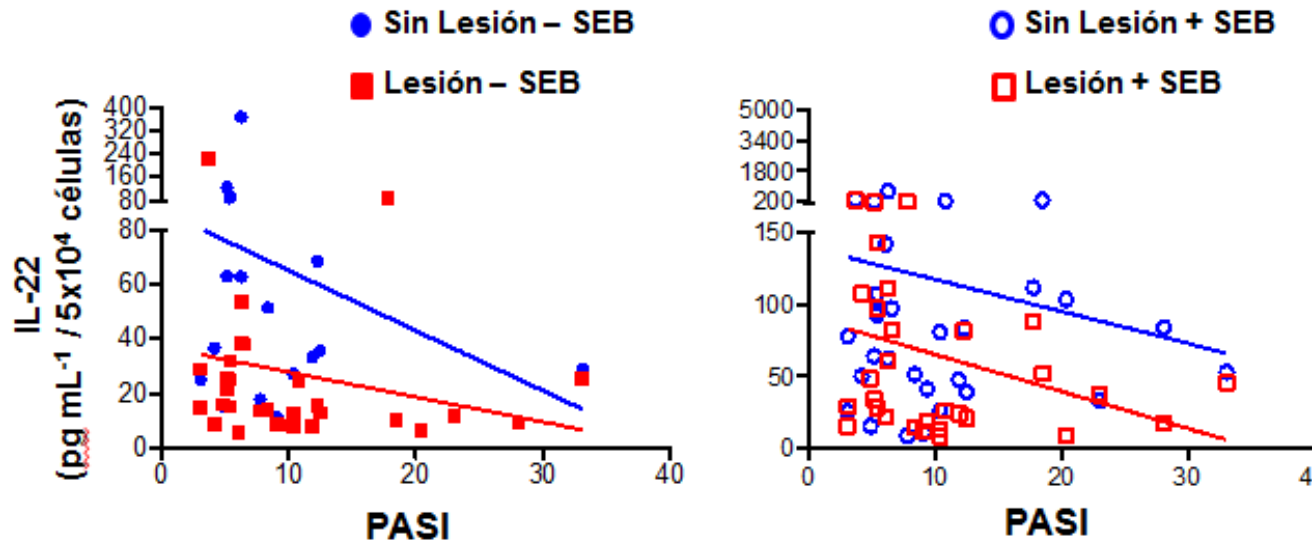 Sin Lesión – SEB
Lesión – SEB
Sin Lesión + SEB
Lesión + SEB
IL-22
(pg mL⁻¹ / 5x10⁴ células)
400
320
240
160
80
80
60
40
20
0
0 10 20 30 40
PASI
5000
3400
1800
200
150
100
50
0
0 10 20 30 4
PASI